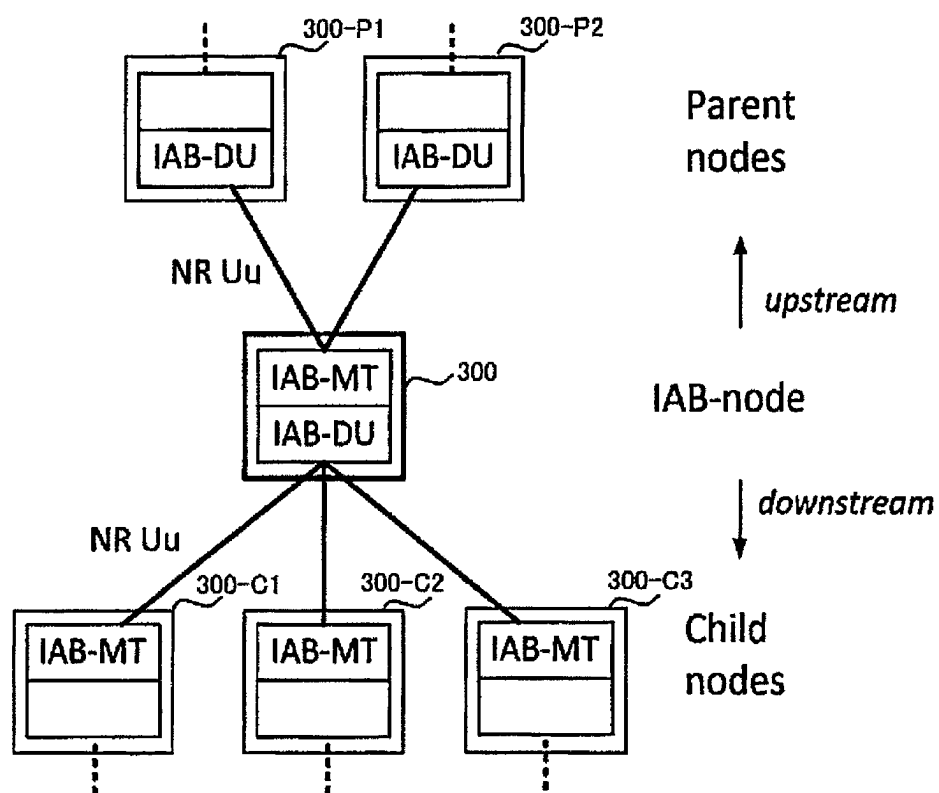 300-P1
300-P2
IAB-DU
IAB-DU
Parent
nodes
NR Uu
upstream
IAB-MT
IAB-DU
300
IAB-node
downstream
NR Uu
300-C1
300-C2
300-C3
IAB-MT
IAB-MT
IAB-MT
Child
nodes